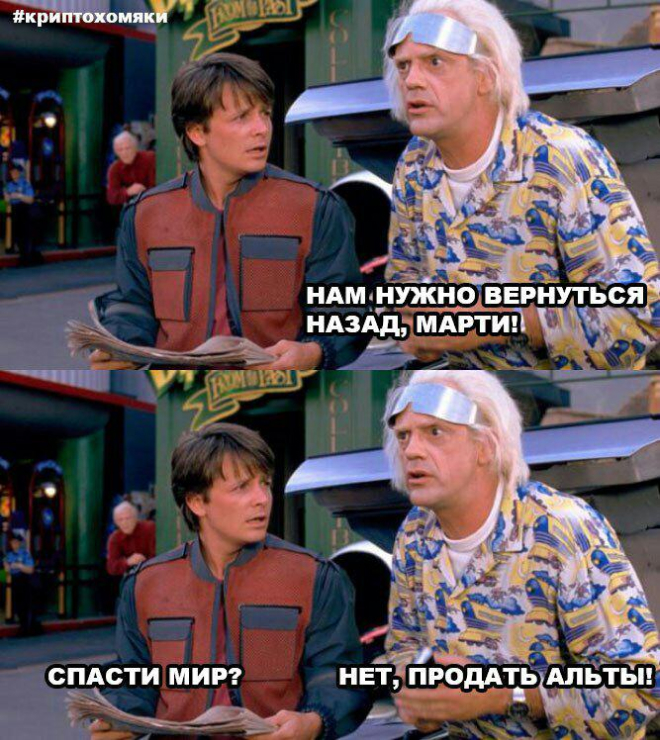 #криптохомяки
НАМ НУЖНО ВЕРНУТЬСЯ
НАЗАД, МАРТИ!
СПАСТИ МИР?
НЕТ, ПРОДАТЬ АЛЬТЫ!